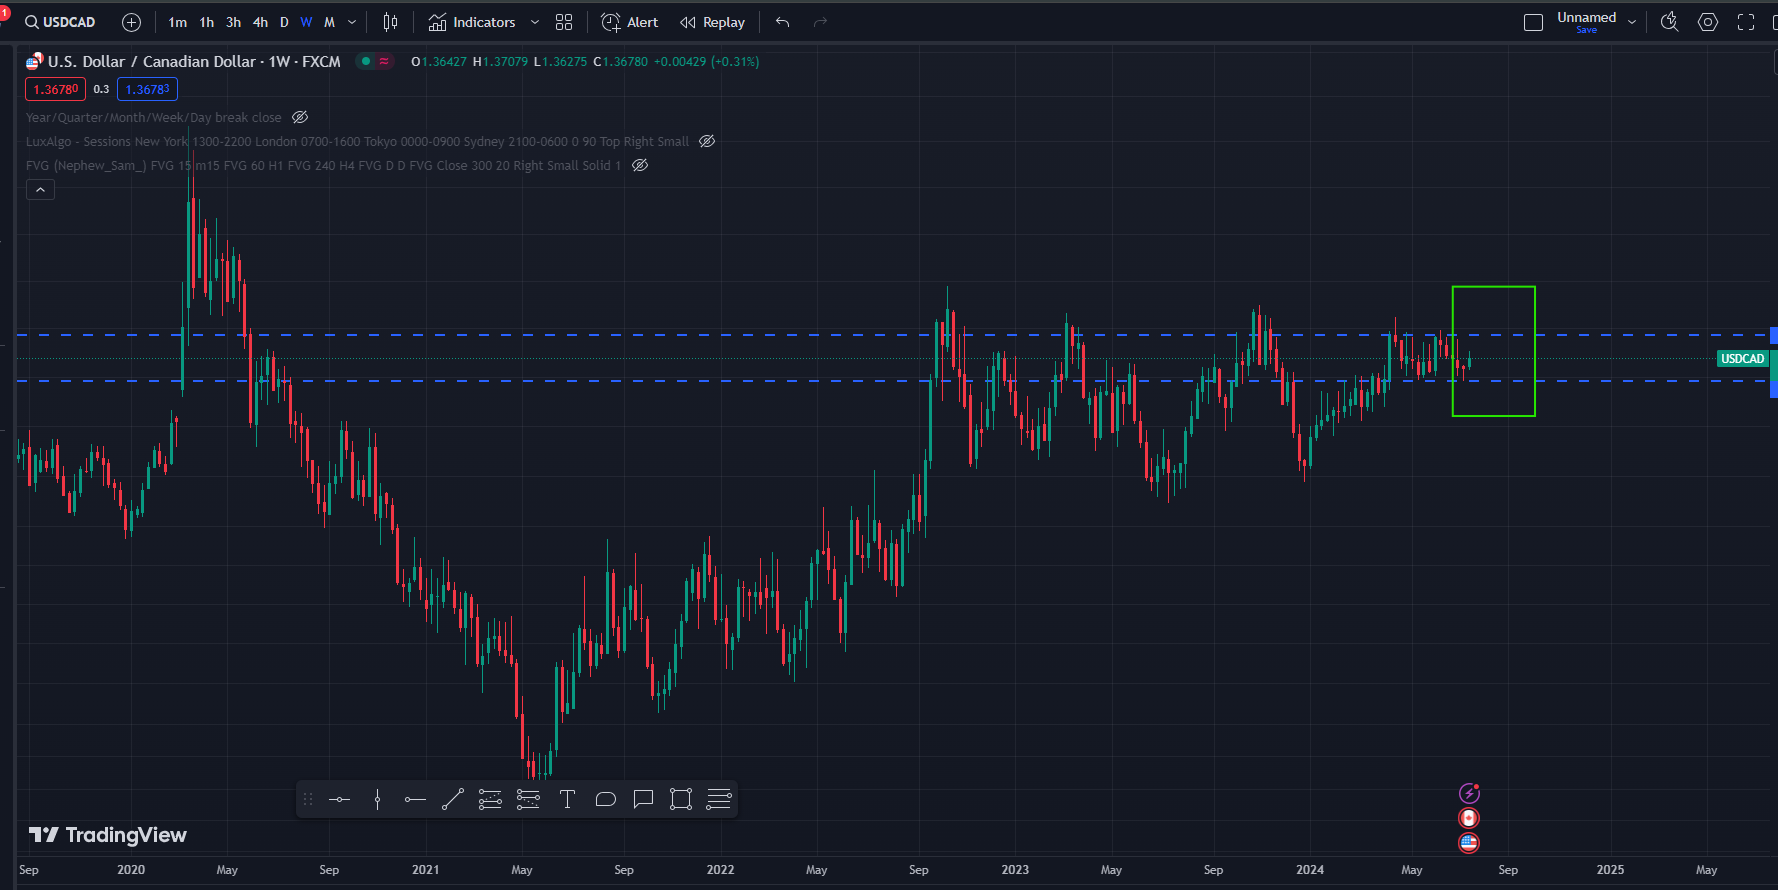 1
USDCAD 1m 1h 3h 4h D W M Indicators Alert Replay Unnamed
Save
U.S. Dollar / Canadian Dollar · 1W · FXCM O1.36427 H1.37079 L1.36275 C1.36780 +0.00429 (+0.31%)
1.36780 0.3 1.36783
Year/Quarter/Month/Week/Day break close
LuxAlgo - Sessions New York 1300-2200 London 0700-1600 Tokyo 0000-0900 Sydney 2100-0600 0 90 Top Right Small
FVG (Nephew_Sam_) FVG 15 m15 FVG 60 H1 FVG 240 H4 FVG D D FVG Close 300 20 Right Small Solid 1
USDCAD
T
TradingView
Sep 2020 May Sep 2021 May Sep 2022 May Sep 2023 May Sep 2024 May Sep 2025 May